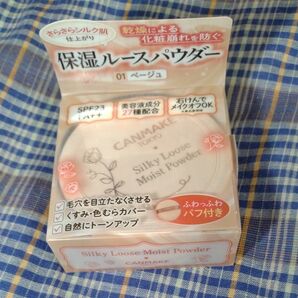 さらさらシルク肌
仕上がり
乾燥による
化粧崩れを防ぐ
保湿ルースパウダー
01 ベージュ
SPF23
PA++
美容液成分
27種配合
石けんで
メイクオフOK
CANMAKE
TOKYO
Silky Loose
Moist Powder
毛穴を目立たなくさせる
くすみ・色むらカバー
自然にトーンアップ
ふわっふわ
パフ付き
Silky Loose Moist Powder
CANMAKE